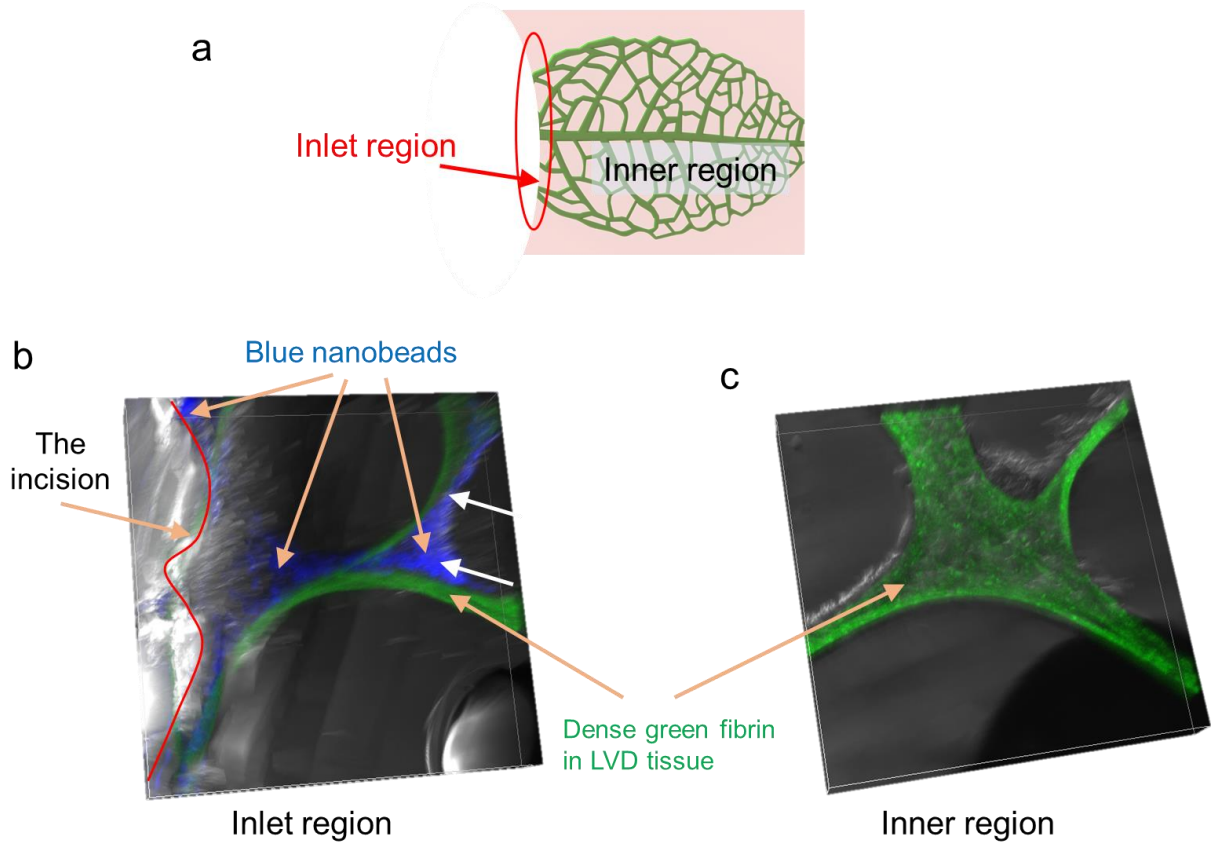 a
Inlet region
Inner region
b
Blue nanobeads
c
The
incision
Dense green fibrin
in LVD tissue
Inlet region
Inner region